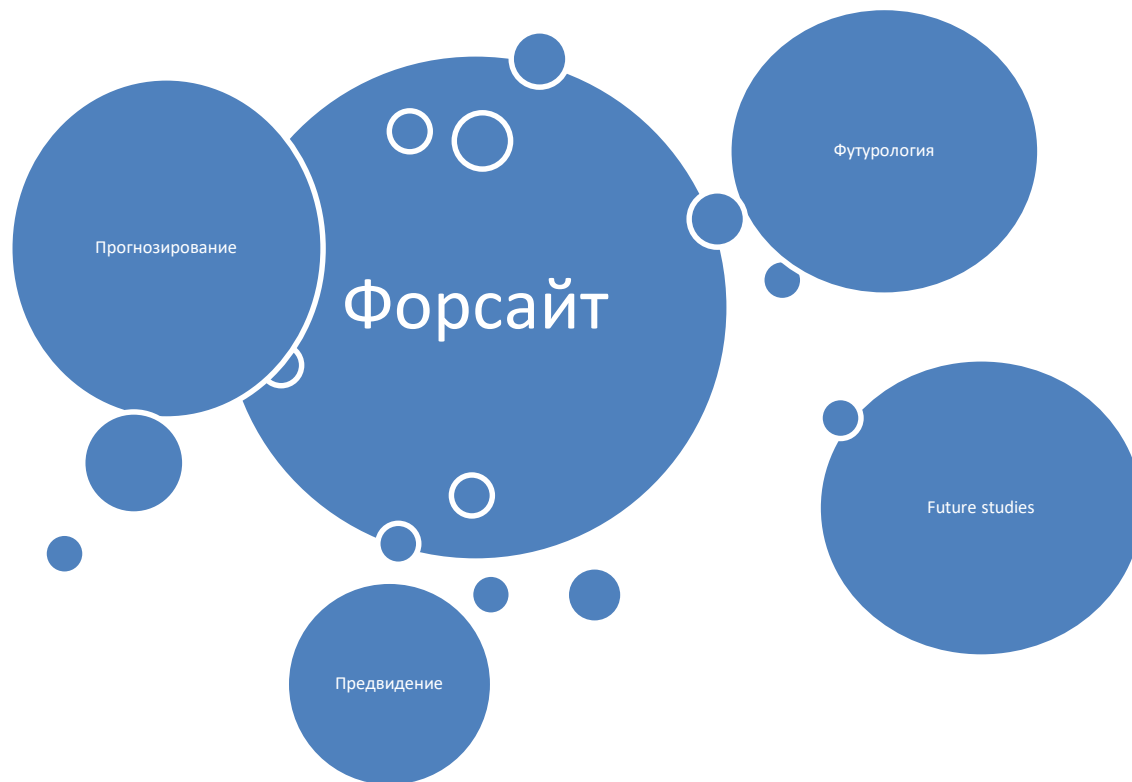 Футурология
Прогнозирование
Форсайт
Future studies
Предвидение